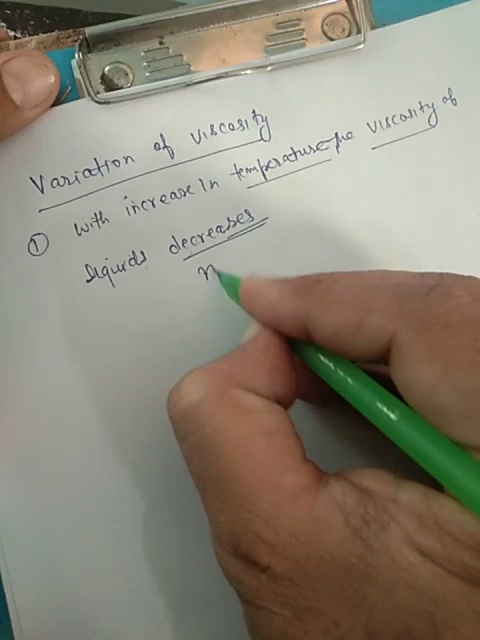 Variation of viscosity
① With increase in temperature the viscosity of
liquids decreases
η